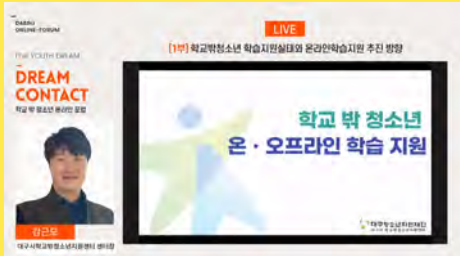 DAEGU
ONLINE-FORUM
THE YOUTH DREAM
DREAM
CONTACT
학교 밖 청소년 온라인 포럼
LIVE
[1부] 학교밖청소년 학습지원실태와 온라인학습지원 추진 방향
학교 밖 청소년
온 · 오프라인 학습 지원
대구청소년지원재단
강근모
대구시학교밖청소년지원센터 센터장